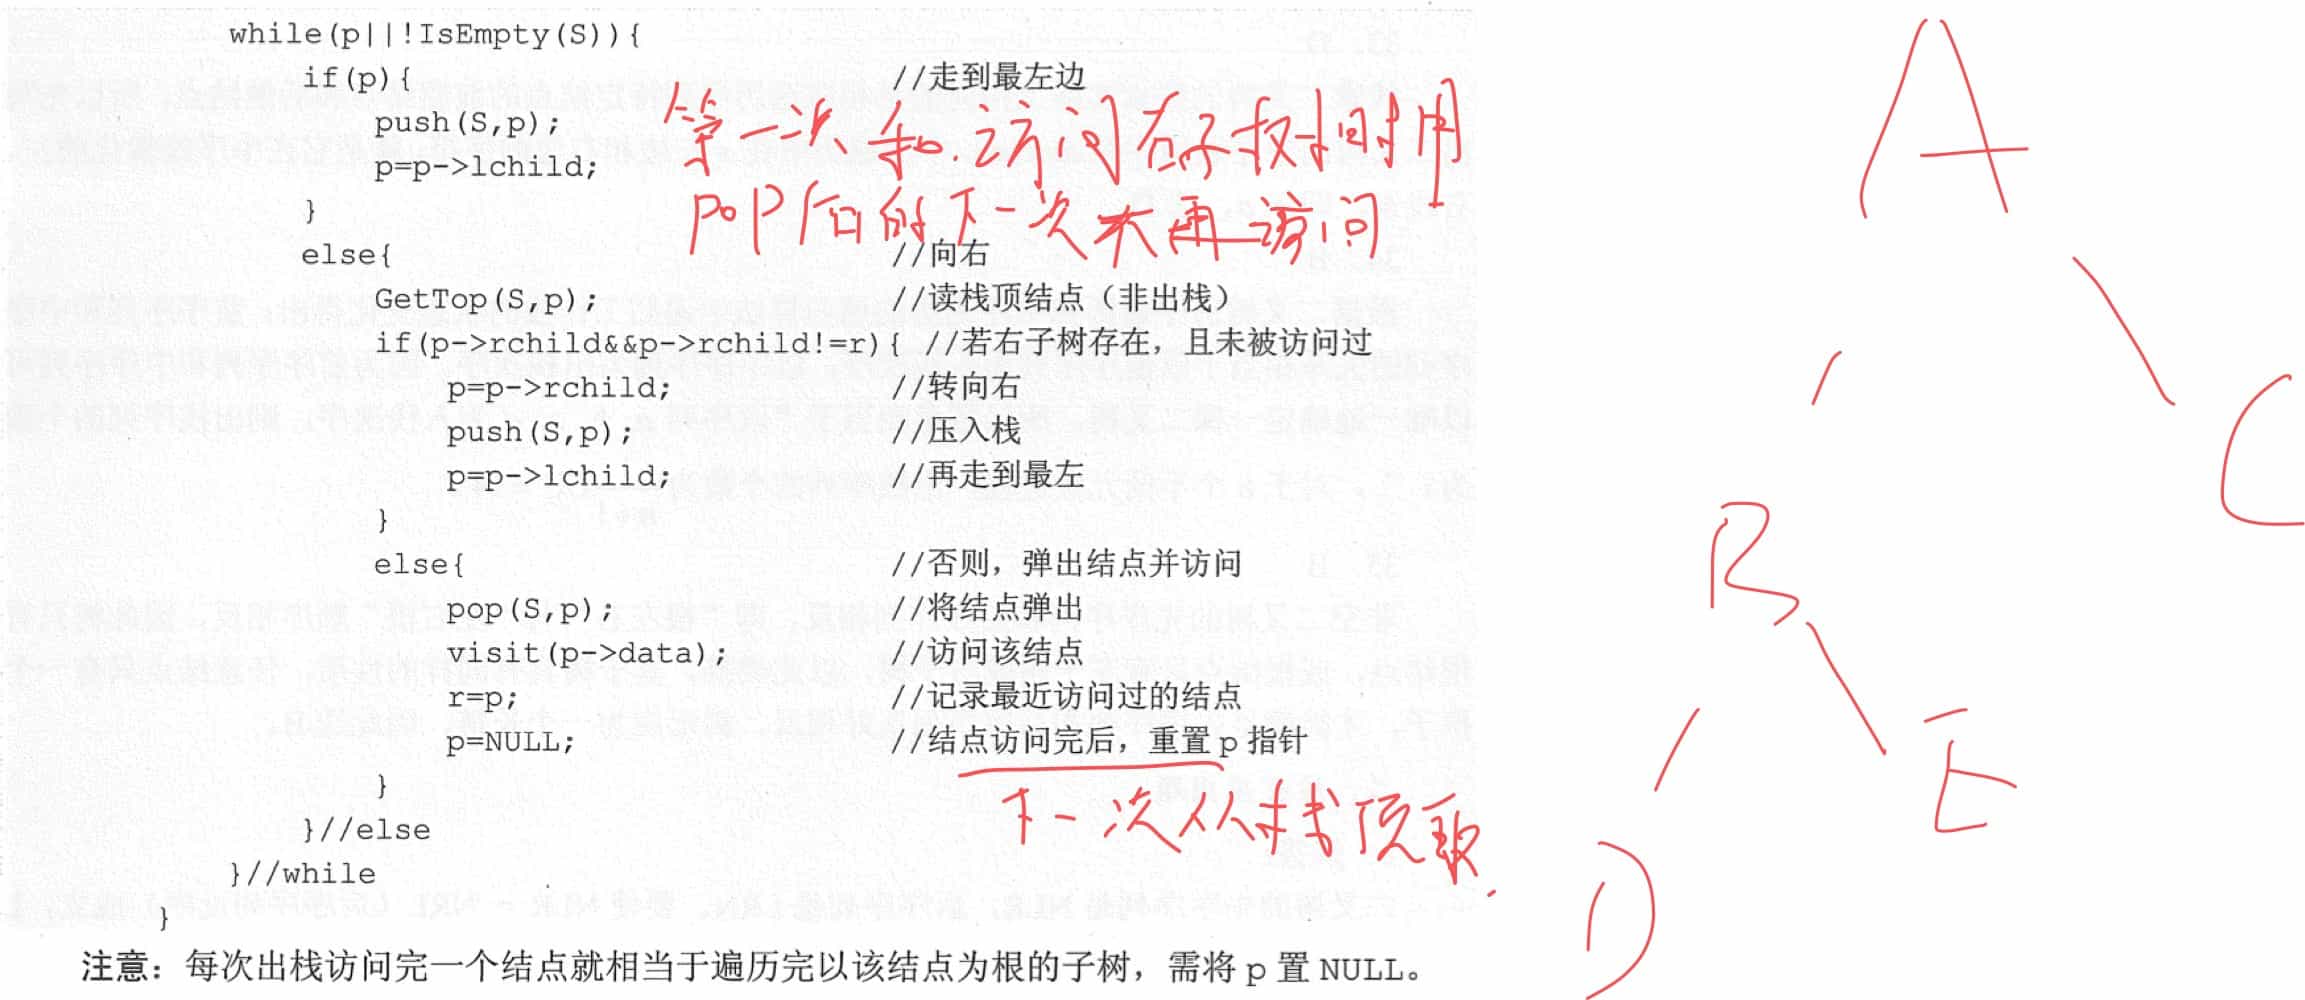 while(p||!IsEmpty(S)){
if(p){ //走到最左边
push(S,p);
p=p->lchild;
}
第一次和.访问右子树时用
pop后的下一次来再访问
else{ //向右
GetTop(S,p); //读栈顶结点（非出栈）
if(p->rchild&&p->rchild!=r){ //若右子树存在，且未被访问过
p=p->rchild; //转向右
push(S,p); //压入栈
p=p->lchild; //再走到最左
}
else{ //否则，弹出结点并访问
pop(S,p); //将结点弹出
visit(p->data); //访问该结点
r=p; //记录最近访问过的结点
p=NULL; //结点访问完后，重置 p 指针
}
下一次从栈顶取.
}//else
}//while
}
注意：每次出栈访问完一个结点就相当于遍历完以该结点为根的子树，需将 p 置 NULL。
A
C
B
E
D